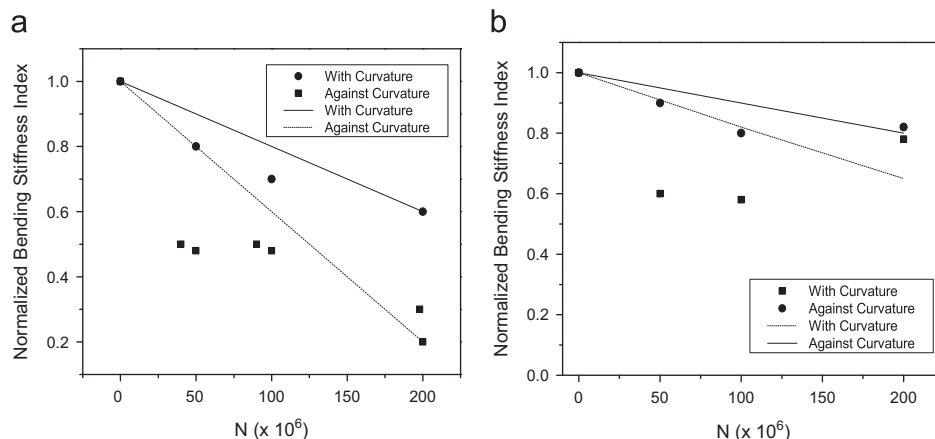 a
Normalized Bending Stiffness Index
1.0
0.8
0.6
0.4
0.2
0
50
100
150
200
N (x 10⁶)
With Curvature
Against Curvature
With Curvature
Against Curvature
b
Normalized Bending Stiffness Index
1.0
0.8
0.6
0.4
0.2
0.0
0
50
100
150
200
N (x 10⁶)
With Curvature
Against Curvature
With Curvature
Against Curvature